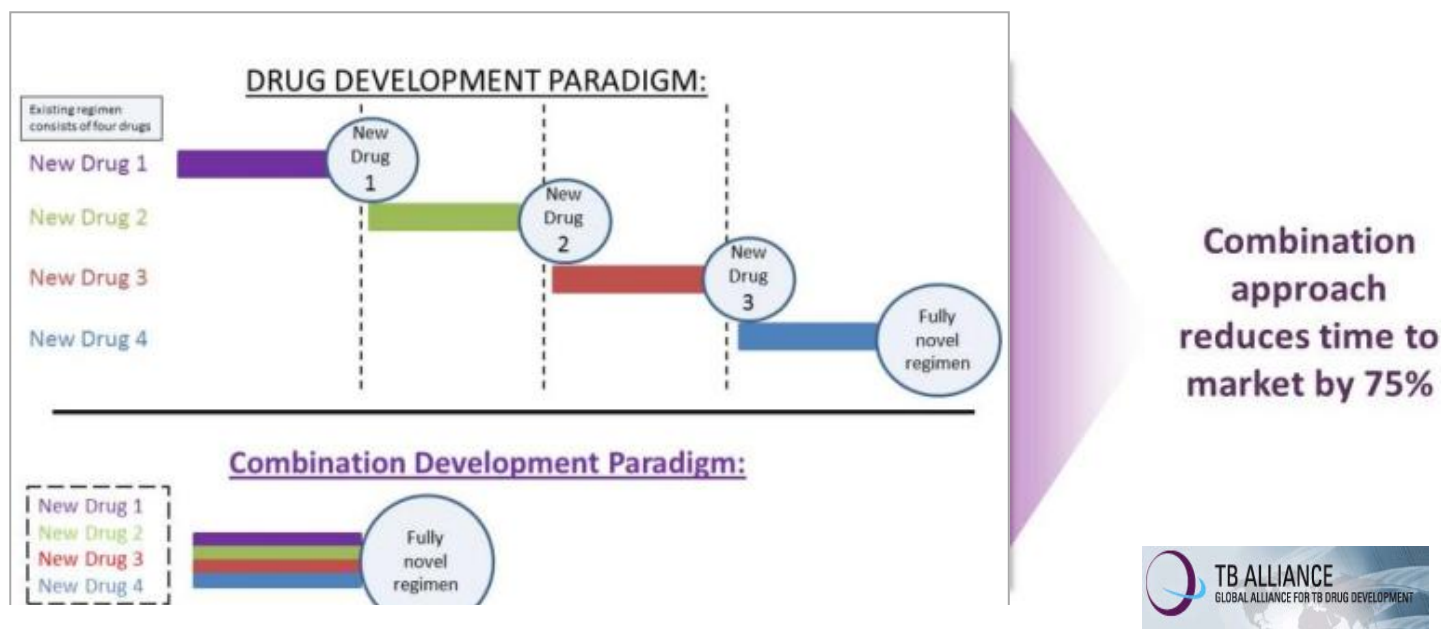 DRUG DEVELOPMENT PARADIGM:
Existing regimen
consists of four drugs
New Drug 1
New Drug 2
New Drug 3
New Drug 4
New
Drug
1
New
Drug
2
New
Drug
3
Fully
novel
regimen
Combination Development Paradigm:
New Drug 1
New Drug 2
New Drug 3
New Drug 4
Fully
novel
regimen
Combination
approach
reduces time to
market by 75%
TB ALLIANCE
GLOBAL ALLIANCE FOR TB DRUG DEVELOPMENT